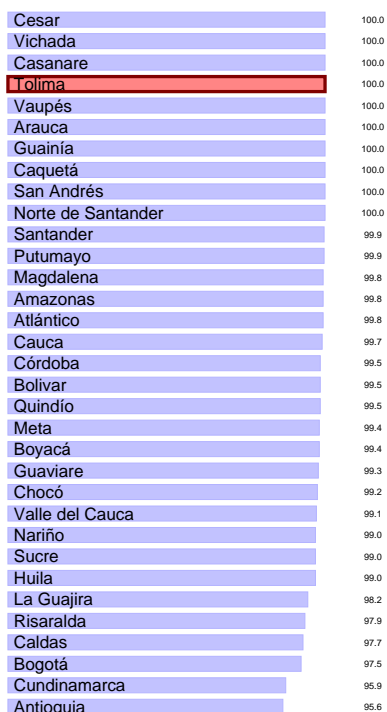 Cesar 100.0
Vichada 100.0
Casanare 100.0
Tolima 100.0
Vaupés 100.0
Arauca 100.0
Guainía 100.0
Caquetá 100.0
San Andrés 100.0
Norte de Santander 100.0
Santander 99.9
Putumayo 99.9
Magdalena 99.8
Amazonas 99.8
Atlántico 99.8
Cauca 99.7
Córdoba 99.5
Bolivar 99.5
Quindío 99.5
Meta 99.4
Boyacá 99.4
Guaviare 99.3
Chocó 99.2
Valle del Cauca 99.1
Nariño 99.0
Sucre 99.0
Huila 99.0
La Guajira 98.2
Risaralda 97.9
Caldas 97.7
Bogotá 97.5
Cundinamarca 95.9
Antioquia 95.6